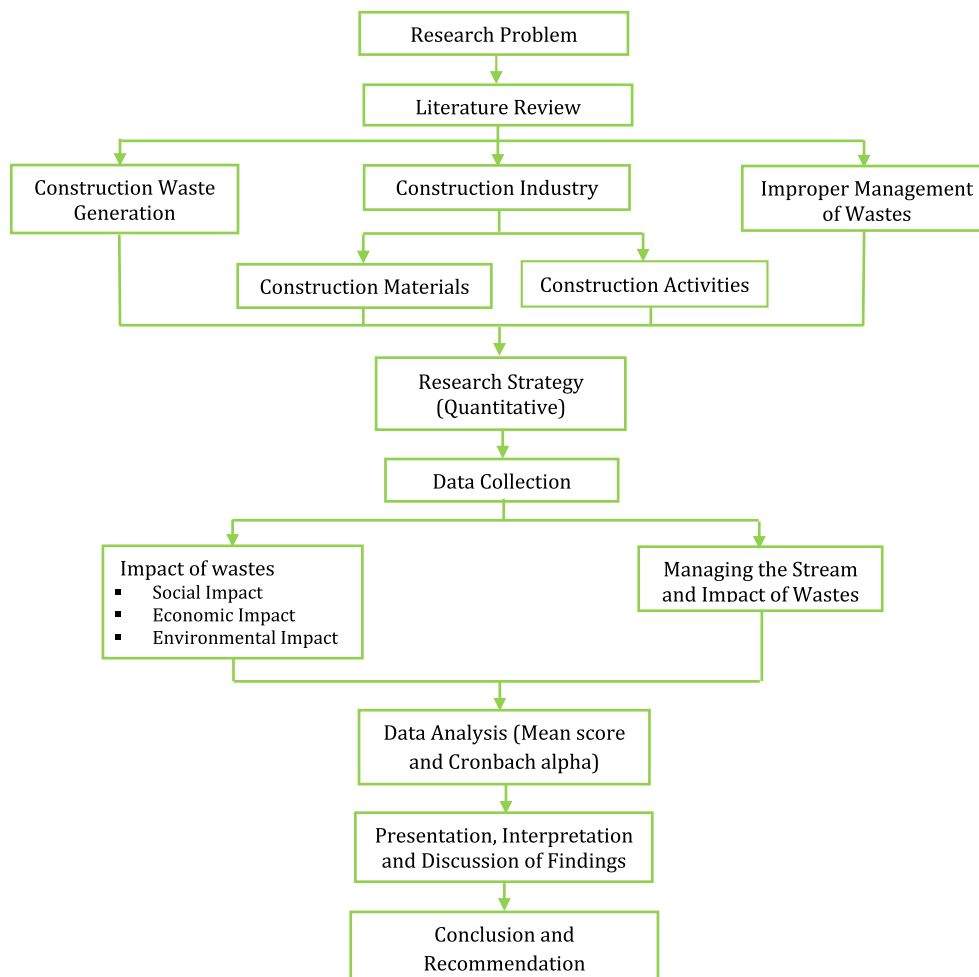 Research Problem
Literature Review
Construction Waste
Generation
Construction Industry
Improper Management
of Wastes
Construction Materials
Construction Activities
Research Strategy
(Quantitative)
Data Collection
Impact of wastes
▪ Social Impact
▪ Economic Impact
▪ Environmental Impact
Managing the Stream
and Impact of Wastes
Data Analysis (Mean score
and Cronbach alpha)
Presentation, Interpretation
and Discussion of Findings
Conclusion and
Recommendation